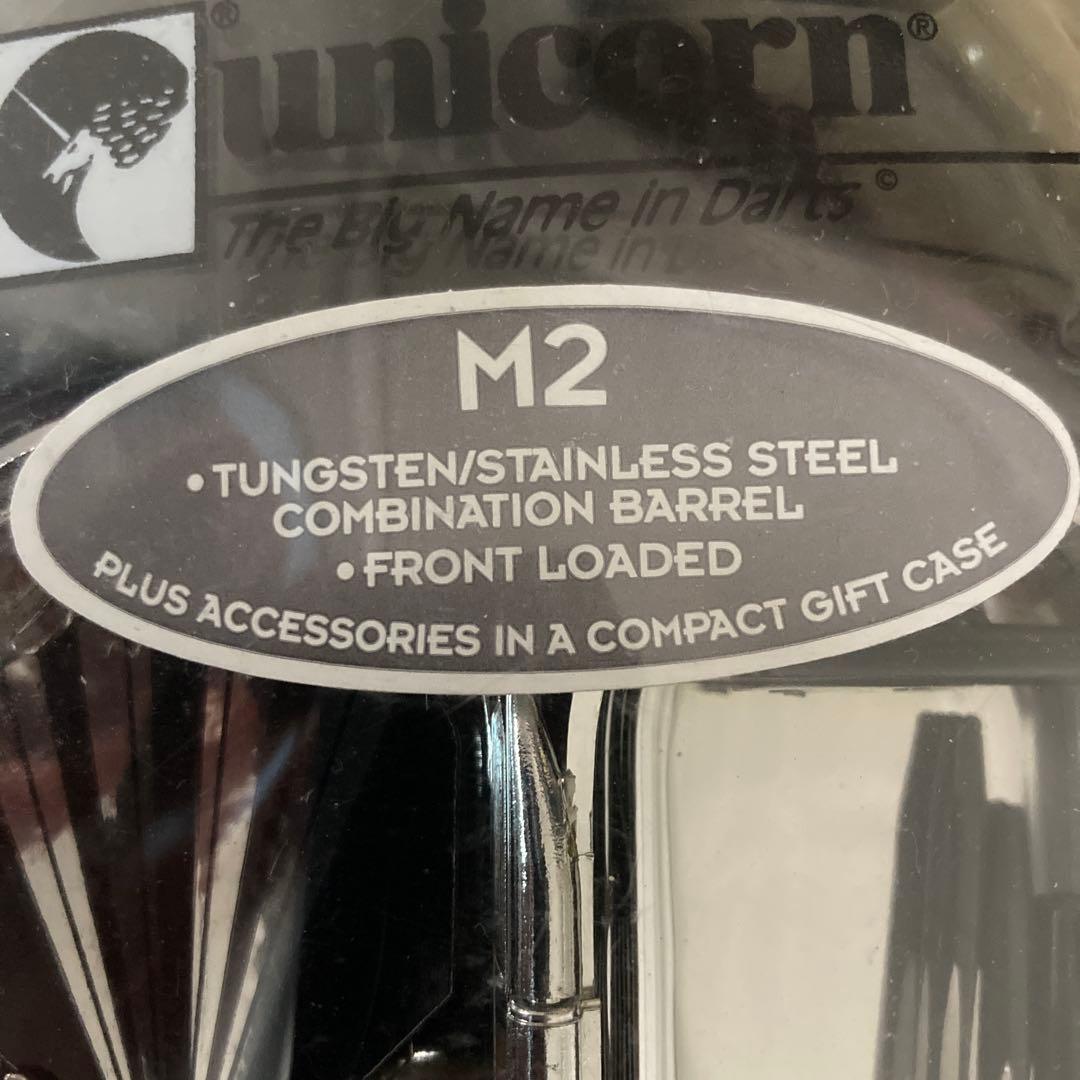 unicorn®
®
The Big Name in Darts ©
M2
• TUNGSTEN/STAINLESS STEEL
COMBINATION BARREL
• FRONT LOADED
PLUS ACCESSORIES IN A COMPACT GIFT CASE